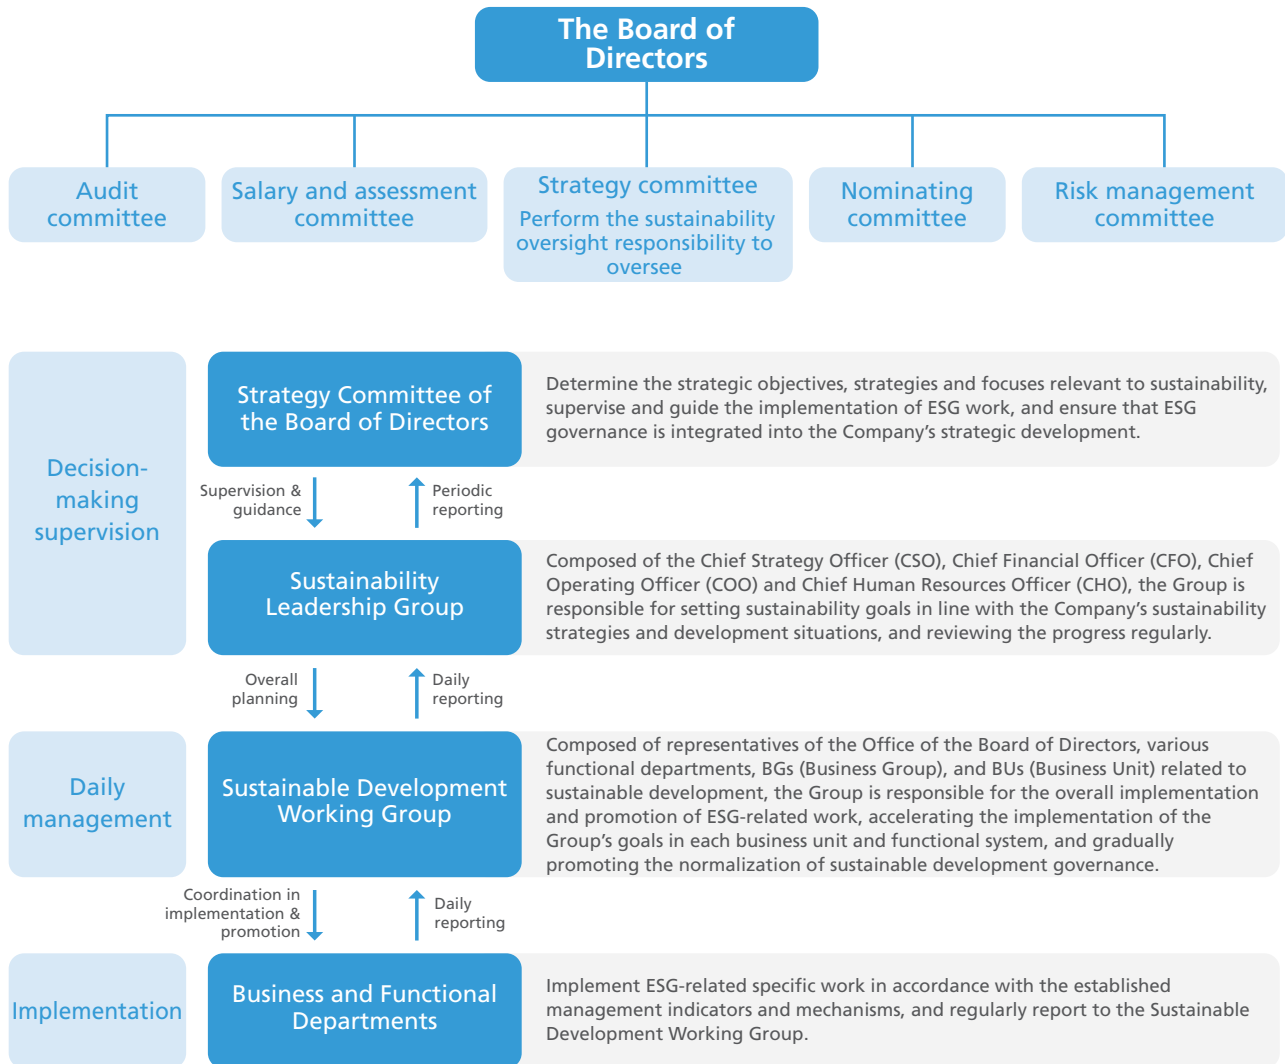 The Board of
Directors
Audit
committee
Salary and assessment
committee
Strategy committee
Perform the sustainability
oversight responsibility to
oversee
Nominating
committee
Risk management
committee
Decision-
making
supervision
Strategy Committee of
the Board of Directors
Determine the strategic objectives, strategies and focuses relevant to sustainability,
supervise and guide the implementation of ESG work, and ensure that ESG
governance is integrated into the Company's strategic development.
Supervision &
guidance
Periodic
reporting
Sustainability
Leadership Group
Composed of the Chief Strategy Officer (CSO), Chief Financial Officer (CFO), Chief
Operating Officer (COO) and Chief Human Resources Officer (CHO), the Group is
responsible for setting sustainability goals in line with the Company's sustainability
strategies and development situations, and reviewing the progress regularly.
Overall
planning
Daily
reporting
Daily
management
Sustainable Development
Working Group
Composed of representatives of the Office of the Board of Directors, various
functional departments, BGs (Business Group), and BUs (Business Unit) related to
sustainable development, the Group is responsible for the overall implementation
and promotion of ESG-related work, accelerating the implementation of the
Group's goals in each business unit and functional system, and gradually
promoting the normalization of sustainable development governance.
Coordination in
implementation &
promotion
Daily
reporting
Implementation
Business and Functional
Departments
Implement ESG-related specific work in accordance with the established
management indicators and mechanisms, and regularly report to the Sustainable
Development Working Group.